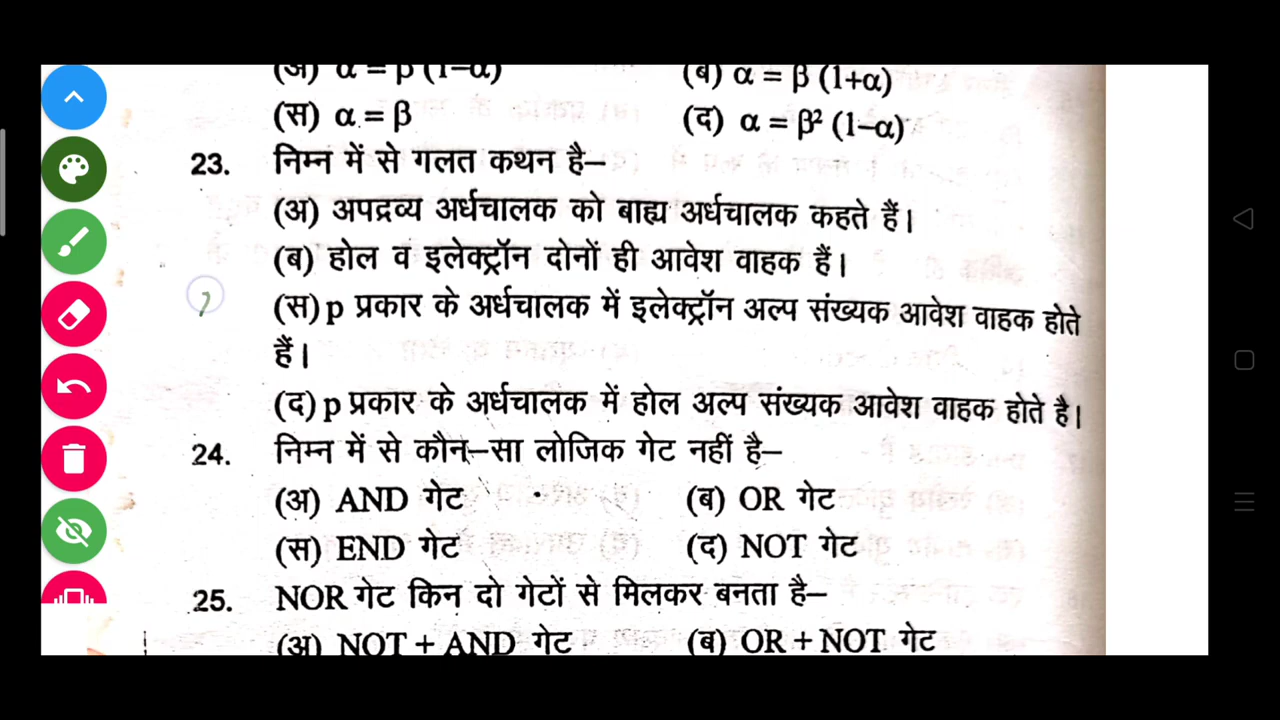 (अ) α = β (1–α) (ब) α = β (1+α)
(स) α = β (द) α = β² (1–α)
23. निम्न में से गलत कथन है–
(अ) अपद्रव्य अर्धचालक को बाह्य अर्धचालक कहते हैं।
(ब) होल व इलेक्ट्रॉन दोनों ही आवेश वाहक हैं।
(स) p प्रकार के अर्धचालक में इलेक्ट्रॉन अल्प संख्यक आवेश वाहक होते
हैं।
(द) p प्रकार के अर्धचालक में होल अल्प संख्यक आवेश वाहक होते है।
24. निम्न में से कौन–सा लोजिक गेट नहीं है–
(अ) AND गेट (ब) OR गेट
(स) END गेट (द) NOT गेट
25. NOR गेट किन दो गेटों से मिलकर बनता है–
(अ) NOT + AND गेट (ब) OR + NOT गेट